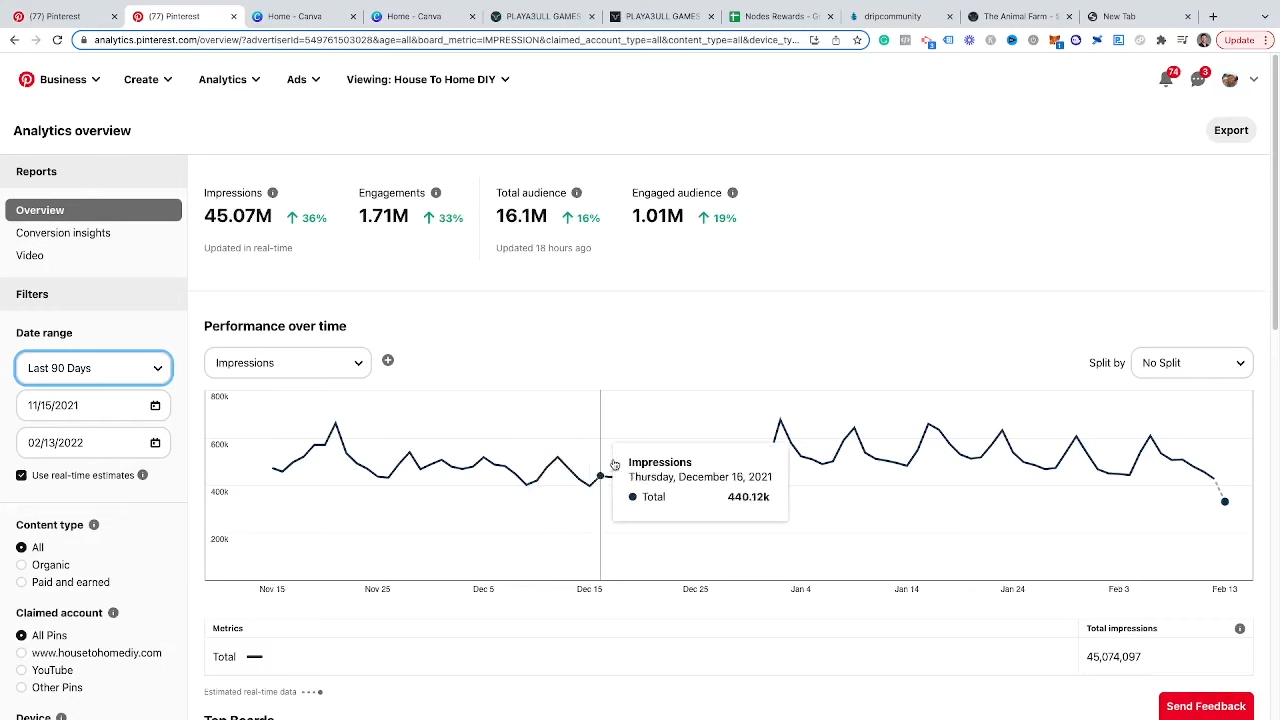 (77) Pinterest
(77) Pinterest
Home - Canva
Home - Canva
PLAYA3ULL GAMES
PLAYA3ULL GAMES
Nodes Rewards - G
dripcommunity
The Animal Farm - S
New Tab
analytics.pinterest.com/overview/?advertiserId=549761503028&age=all&board_metric=IMPRESSION&claimed_account_type=all&content_type=all&device_ty...
Update
Business
Create
Analytics
Ads
Viewing: House To Home DIY
74
3
Analytics overview
Export
Reports
Overview
Conversion insights
Video
Filters
Date range
Last 90 Days
11/15/2021
02/13/2022
Use real-time estimates
Content type
All
Organic
Paid and earned
Claimed account
All Pins
www.housetohomediy.com
YouTube
Other Pins
Device
Impressions
45.07M
36%
Updated in real-time
Engagements
1.71M
33%
Total audience
16.1M
16%
Updated 18 hours ago
Engaged audience
1.01M
19%
Performance over time
Impressions
Split by
No Split
800k
600k
400k
200k
Impressions
Thursday, December 16, 2021
Total 440.12k
Nov 15 Nov 25 Dec 5 Dec 15 Dec 25 Jan 4 Jan 14 Jan 24 Feb 3 Feb 13
Metrics Total impressions
Total 45,074,097
Estimated real-time data
Send Feedback
Top Boards